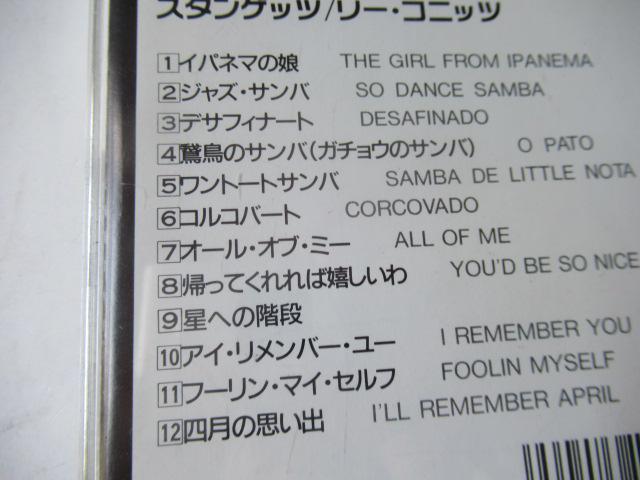 スタンゲッツ/リー・コニッツ
1 イパネマの娘 THE GIRL FROM IPANEMA
2 ジャズ・サンバ SO DANCE SAMBA
3 デサフィナート DESAFINADO
4 鵞鳥のサンバ(ガチョウのサンバ) O PATO
5 ワントートサンバ SAMBA DE LITTLE NOTA
6 コルコバート CORCOVADO
7 オール・オブ・ミー ALL OF ME
8 帰ってくれれば嬉しいわ YOU'D BE SO NICE
9 星への階段
10 アイ・リメンバー・ユー I REMEMBER YOU
11 フーリン・マイ・セルフ FOOLIN MYSELF
12 四月の思い出 I'LL REMEMBER APRIL